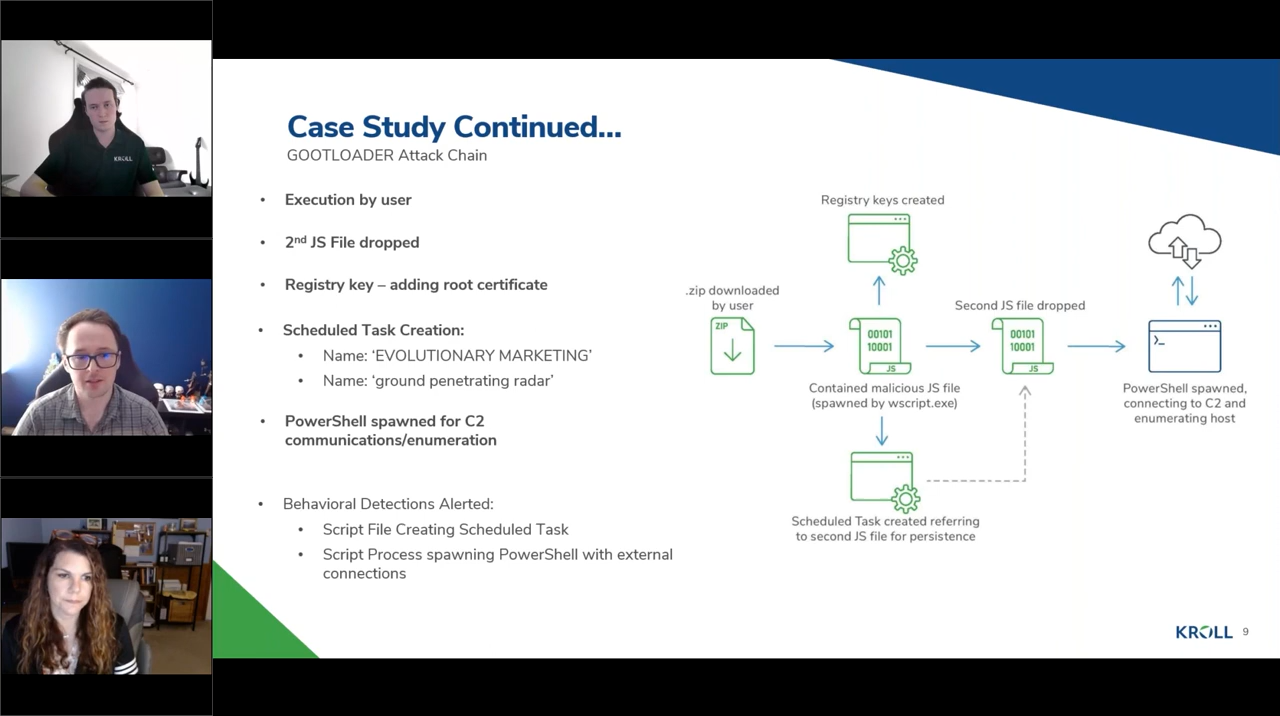 KROLL
Case Study Continued...
GOOTLOADER Attack Chain
• Execution by user
• 2nd JS File dropped
• Registry key – adding root certificate
• Scheduled Task Creation:
• Name: ‘EVOLUTIONARY MARKETING’
• Name: ‘ground penetrating radar’
• PowerShell spawned for C2
communications/enumeration
• Behavioral Detections Alerted:
• Script File Creating Scheduled Task
• Script Process spawning PowerShell with external
connections
Registry keys created
.zip downloaded
by user
ZIP
00101
10001
JS
Contained malicious JS file
(spawned by wscript.exe)
Second JS file dropped
00101
10001
JS
PowerShell spawned,
connecting to C2 and
enumerating host
Scheduled Task created referring
to second JS file for persistence
KROLL 9